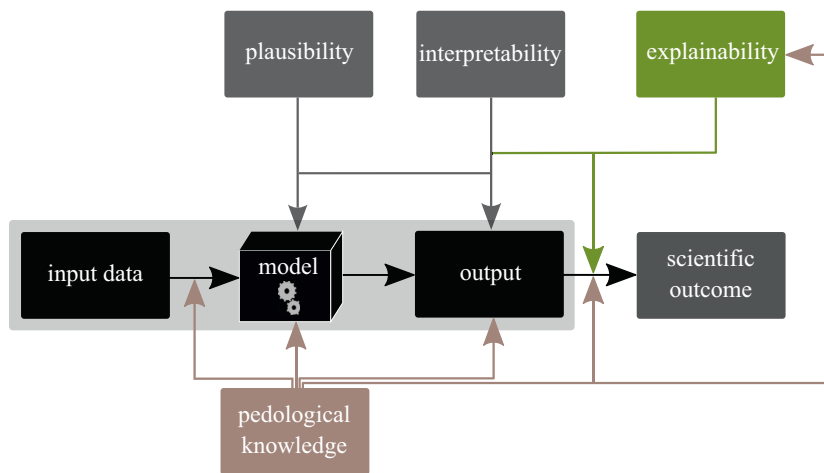 plausibility
interpretability
explainability
input data
model
output
scientific
outcome
pedological
knowledge